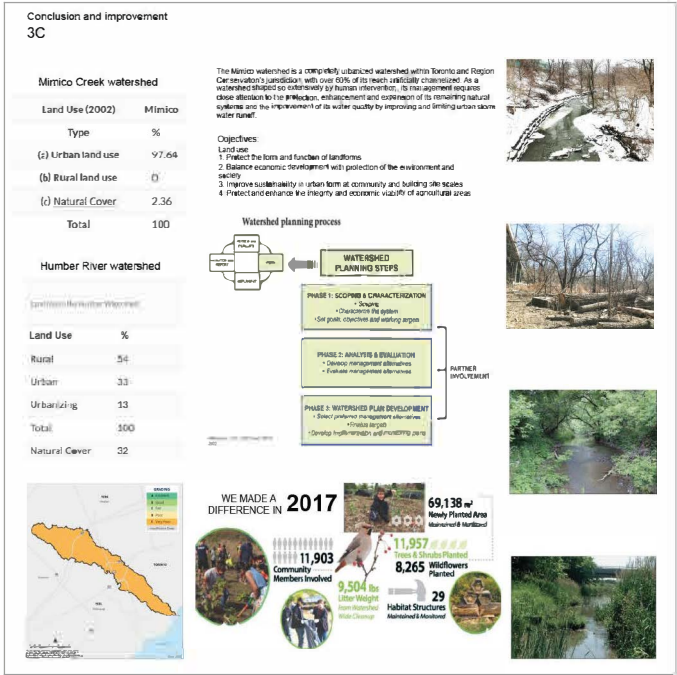 Conclusion and improvement
3C
Mimico Creek watershed
Land Use (2002) Mimico
Type %
(a) Urban land use 97.64
(b) Rural land use 0
(c) Natural Cover 2.36
Total 100
Humber River watershed
Land Use %
Rural 54
Urban 33
Urbanizing 13
Total 100
Natural Cover 32
The Mimico watershed is a completely urbanized watershed within Toronto and Region
Conservation's jurisdiction, with over 60% of its reach artificially channelized. As a
watershed shaped so extensively by human intervention, its management requires
close attention to the protection, enhancement and expansion of its remaining natural
systems and the improvement of its water quality by improving and limiting urban storm
water runoff.
Objectives:
Land use
1. Protect the form and function of landforms
2. Balance economic development with protection of the environment and
society
3. Improve sustainability in urban form at community and building site scales
4. Protect and enhance the integrity and economic viability of agricultural areas
Watershed planning process
PLAN
IMPLEMENT
WATERSHED
PLANNING STEPS
PHASE 1: SCOPING & CHARACTERIZATION
• Scoping
• Characterize the system
• Set goals, objectives and working targets
PHASE 2: ANALYSIS & EVALUATION
• Develop management alternatives
• Evaluate management alternatives
PARTNER
INVOLVEMENT
PHASE 3: WATERSHED PLAN DEVELOPMENT
• Select preferred management alternatives
• Finalize targets
• Develop implementation and monitoring plans
WE MADE A
DIFFERENCE IN 2017
69,138 m²
Newly Planted Area
Maintained & Monitored
11,903
Community
Members Involved
11,957
Trees & Shrubs Planted
8,265 Wildflowers
Planted
9,504 lbs
Litter Weight
from Watershed
Wide Cleanup
29
Habitat Structures
Maintained & Monitored